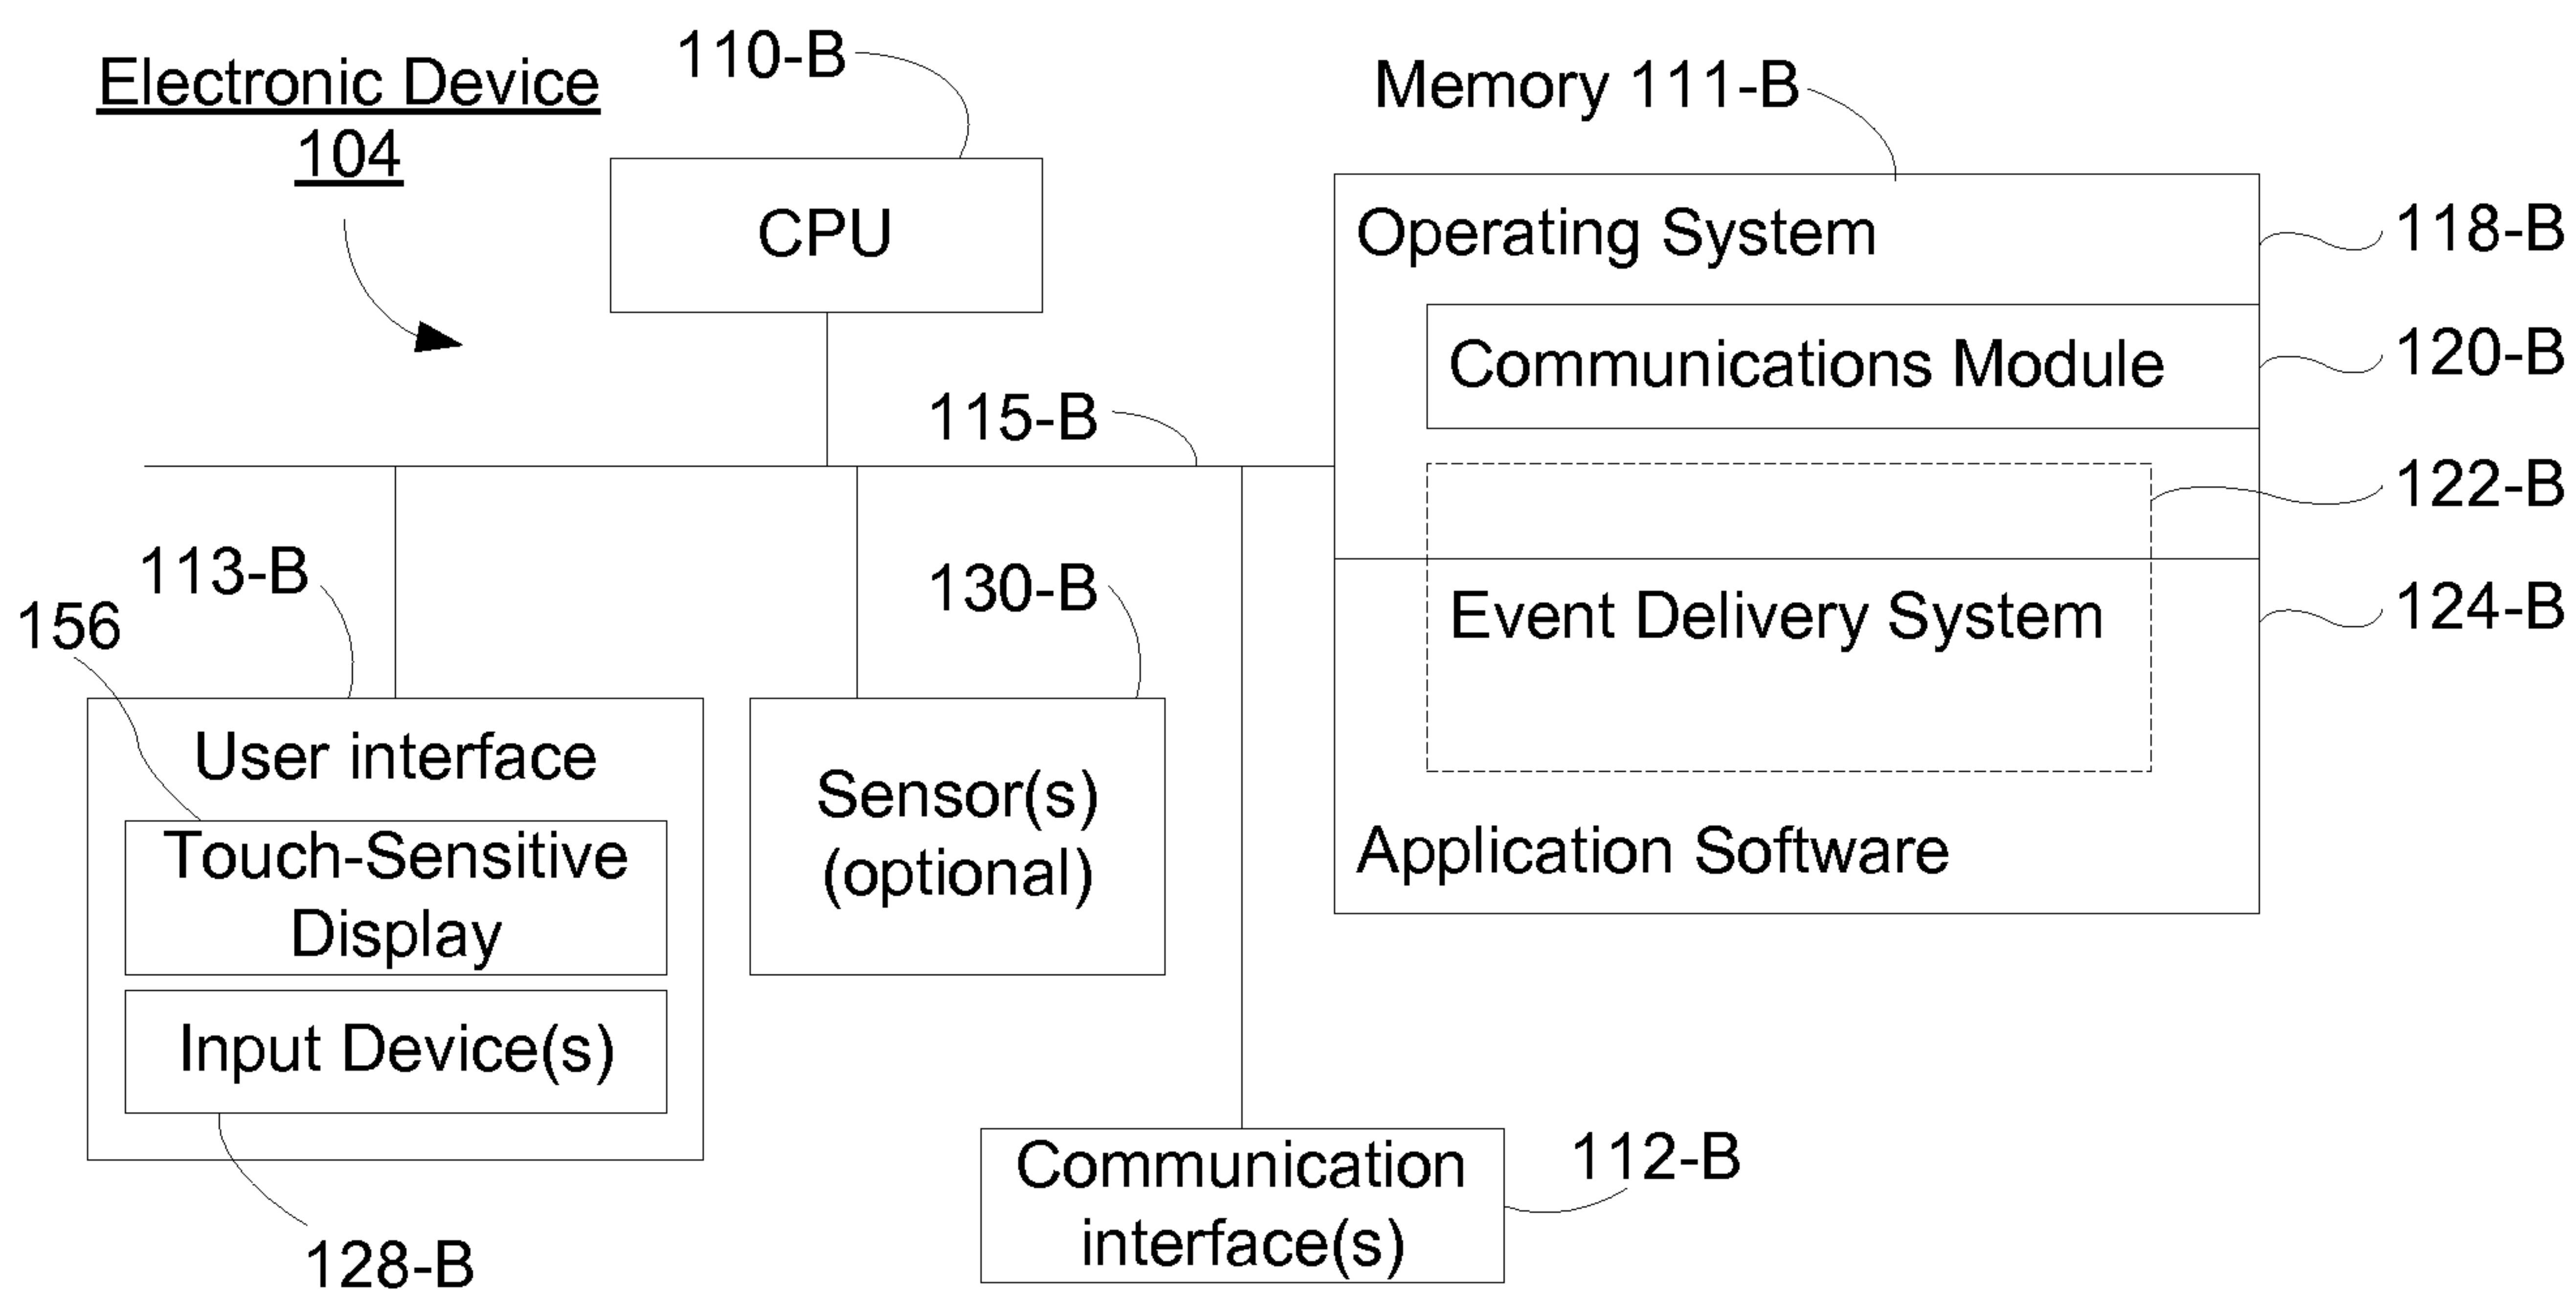 Electronic Device
104
110-B
CPU
Memory 111-B
Operating System
118-B
Communications Module
120-B
115-B
122-B
Event Delivery System
124-B
Application Software
113-B
156
User interface
Touch-Sensitive
Display
Input Device(s)
128-B
130-B
Sensor(s)
(optional)
Communication
interface(s)
112-B